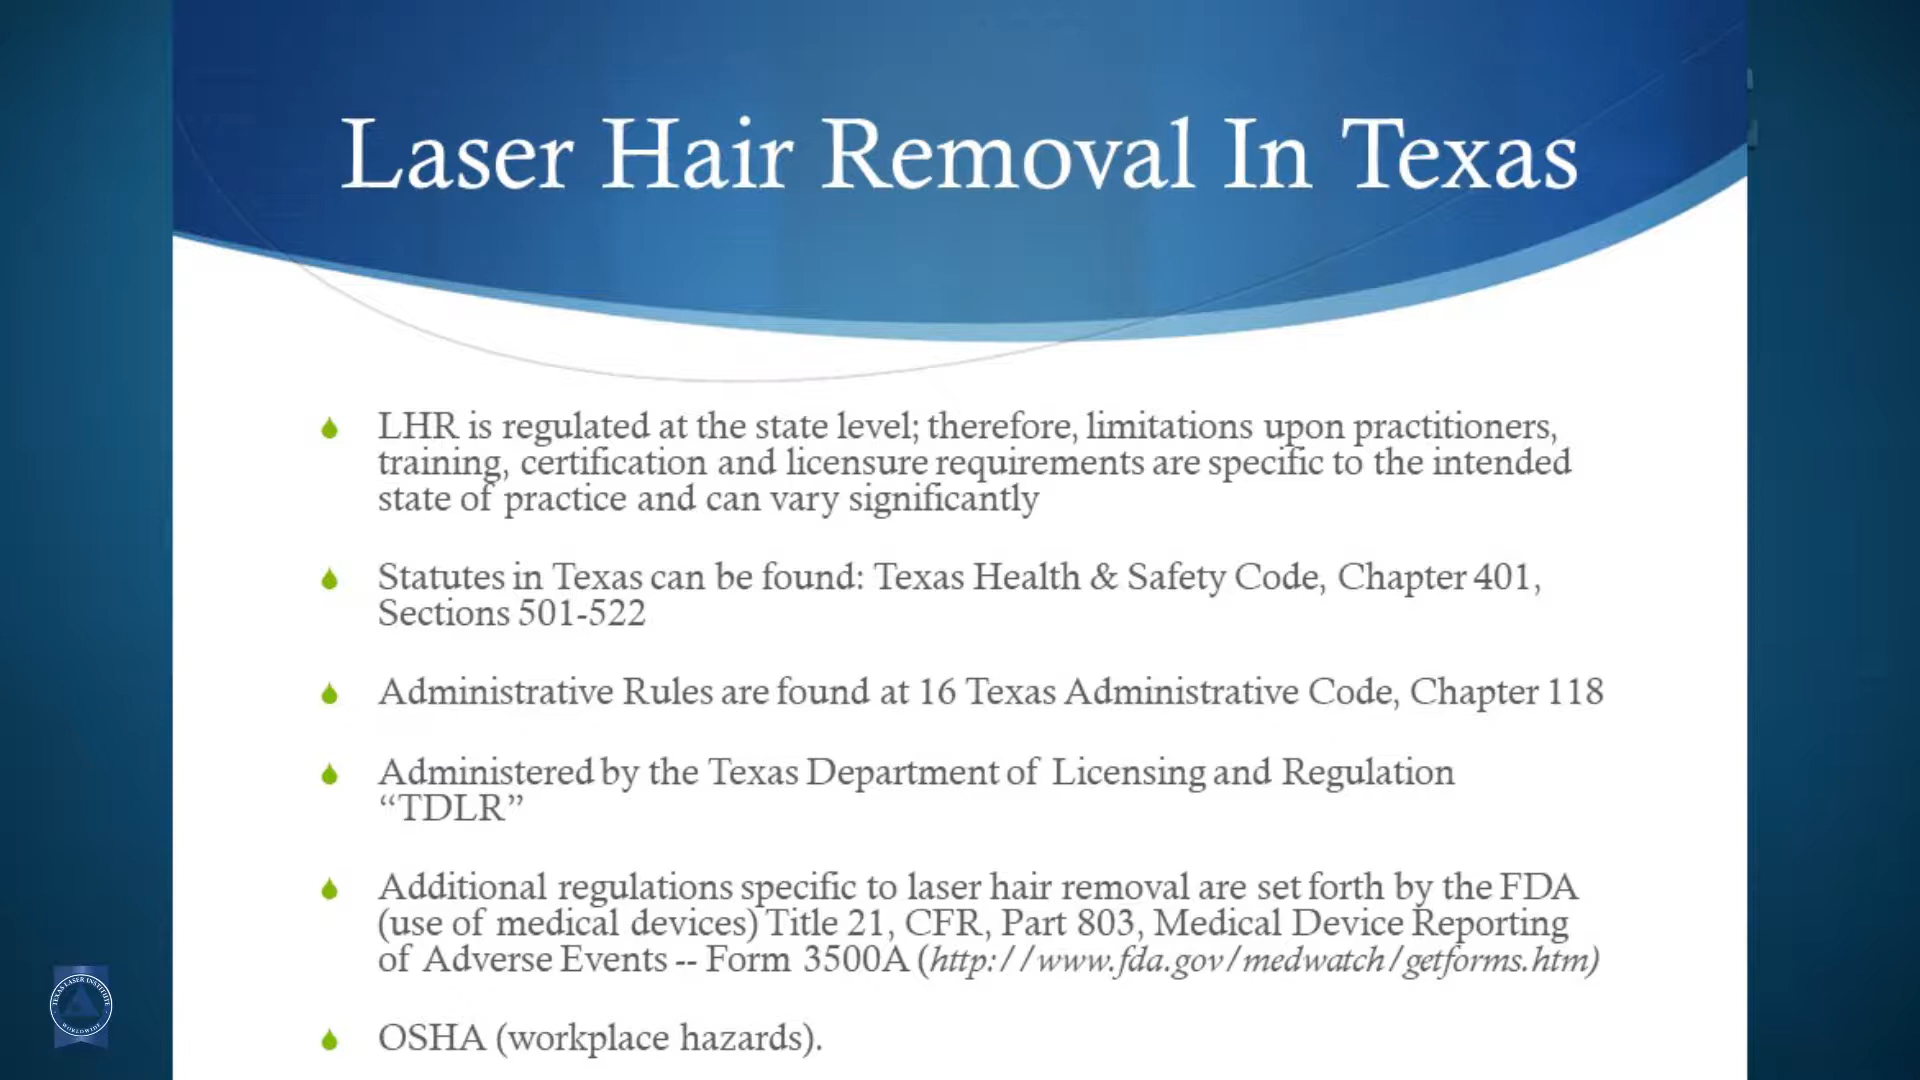 Laser Hair Removal In Texas
LHR is regulated at the state level; therefore, limitations upon practitioners,
training, certification and licensure requirements are specific to the intended
state of practice and can vary significantly
Statutes in Texas can be found: Texas Health & Safety Code, Chapter 401,
Sections 501-522
Administrative Rules are found at 16 Texas Administrative Code, Chapter 118
Administered by the Texas Department of Licensing and Regulation
“TDLR”
Additional regulations specific to laser hair removal are set forth by the FDA
(use of medical devices) Title 21, CFR, Part 803, Medical Device Reporting
of Adverse Events -- Form 3500A (http://www.fda.gov/medwatch/getforms.htm)
OSHA (workplace hazards).
TEXAS LASER INSTITUTE
WORLDWIDE